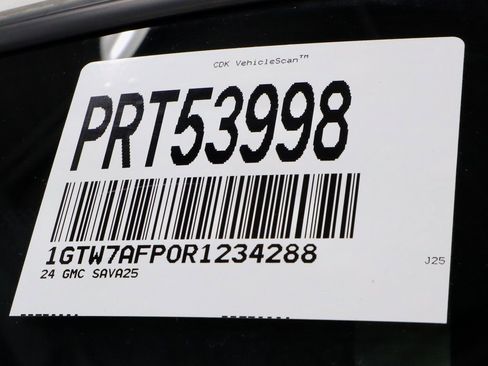 CDK VehicleScan™
PRT53998
1GTW7AFP0R1234288
24 GMC SAVA25
J25